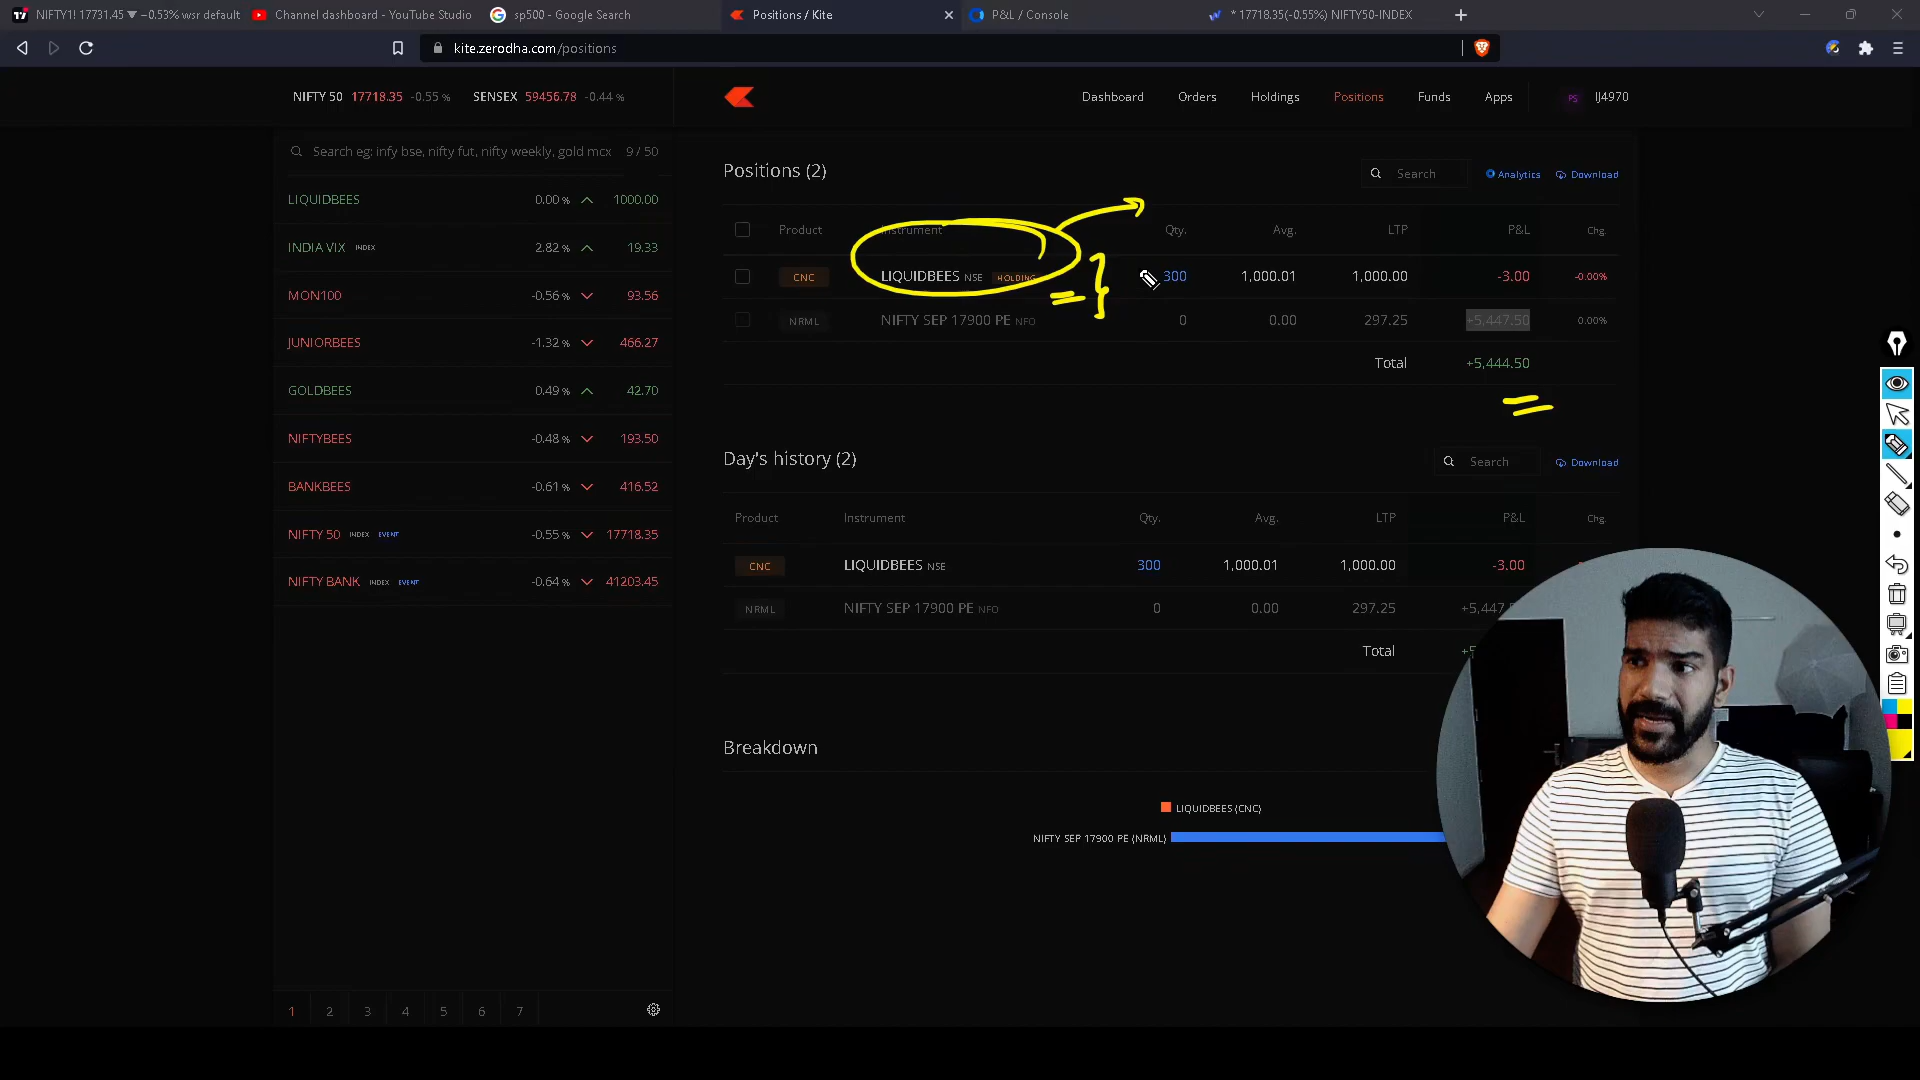 NIFTY1! 17731.45 ▼ −0.53% wsr default
Channel dashboard - YouTube Studio
sp500 - Google Search
Positions / Kite
P&L / Console
* 17718.35(-0.55%) NIFTY50-INDEX
kite.zerodha.com/positions
NIFTY 50 17718.35 -0.55 % SENSEX 59456.78 -0.44 %
Dashboard Orders Holdings Positions Funds Apps PS IJ4970
Search eg: infy bse, nifty fut, nifty weekly, gold mcx 9 / 50
LIQUIDBEES 0.00 % 1000.00
INDIA VIX INDEX 2.82 % 19.33
MON100 -0.56 % 93.56
JUNIORBEES -1.32 % 466.27
GOLDBEES 0.49 % 42.70
NIFTYBEES -0.48 % 193.50
BANKBEES -0.61 % 416.52
NIFTY 50 INDEX EVENT -0.55 % 17718.35
NIFTY BANK INDEX EVENT -0.64 % 41203.45
1 2 3 4 5 6 7
Positions (2)
Search Analytics Download
Product Instrument Qty. Avg. LTP P&L Chg.
CNC LIQUIDBEES NSE HOLDING 300 1,000.01 1,000.00 -3.00 -0.00%
NRML NIFTY SEP 17900 PE NFO 0 0.00 297.25 +5,447.50 0.00%
Total +5,444.50
Day's history (2)
Search Download
Product Instrument Qty. Avg. LTP P&L Chg.
CNC LIQUIDBEES NSE 300 1,000.01 1,000.00 -3.00
NRML NIFTY SEP 17900 PE NFO 0 0.00 297.25 +5,447
Total +5
Breakdown
LIQUIDBEES (CNC)
NIFTY SEP 17900 PE (NRML)